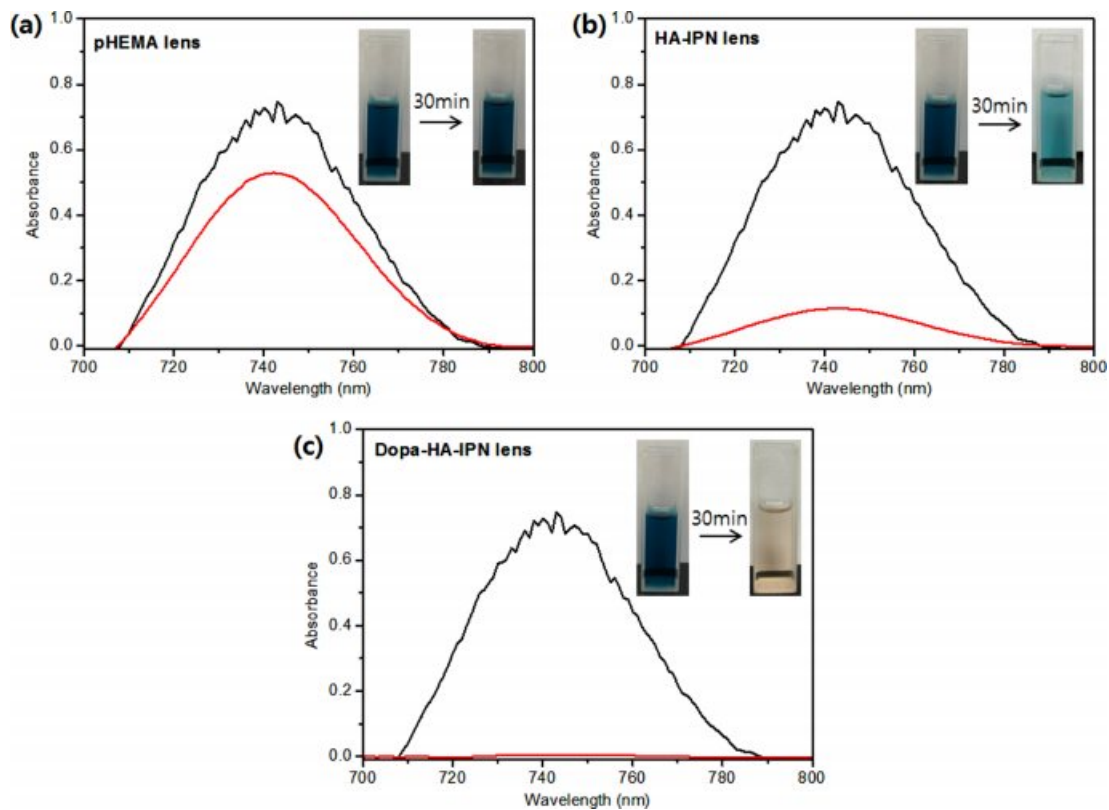 (a)
pHEMA lens
30min
Absorbance
1.0
0.8
0.6
0.4
0.2
0.0
700 720 740 760 780 800
Wavelength (nm)
(b)
HA-IPN lens
30min
Absorbance
1.0
0.8
0.6
0.4
0.2
0.0
700 720 740 760 780 800
Wavelength (nm)
(c)
Dopa-HA-IPN lens
30min
Absorbance
1.0
0.8
0.6
0.4
0.2
0.0
700 720 740 760 780 800
Wavelength (nm)